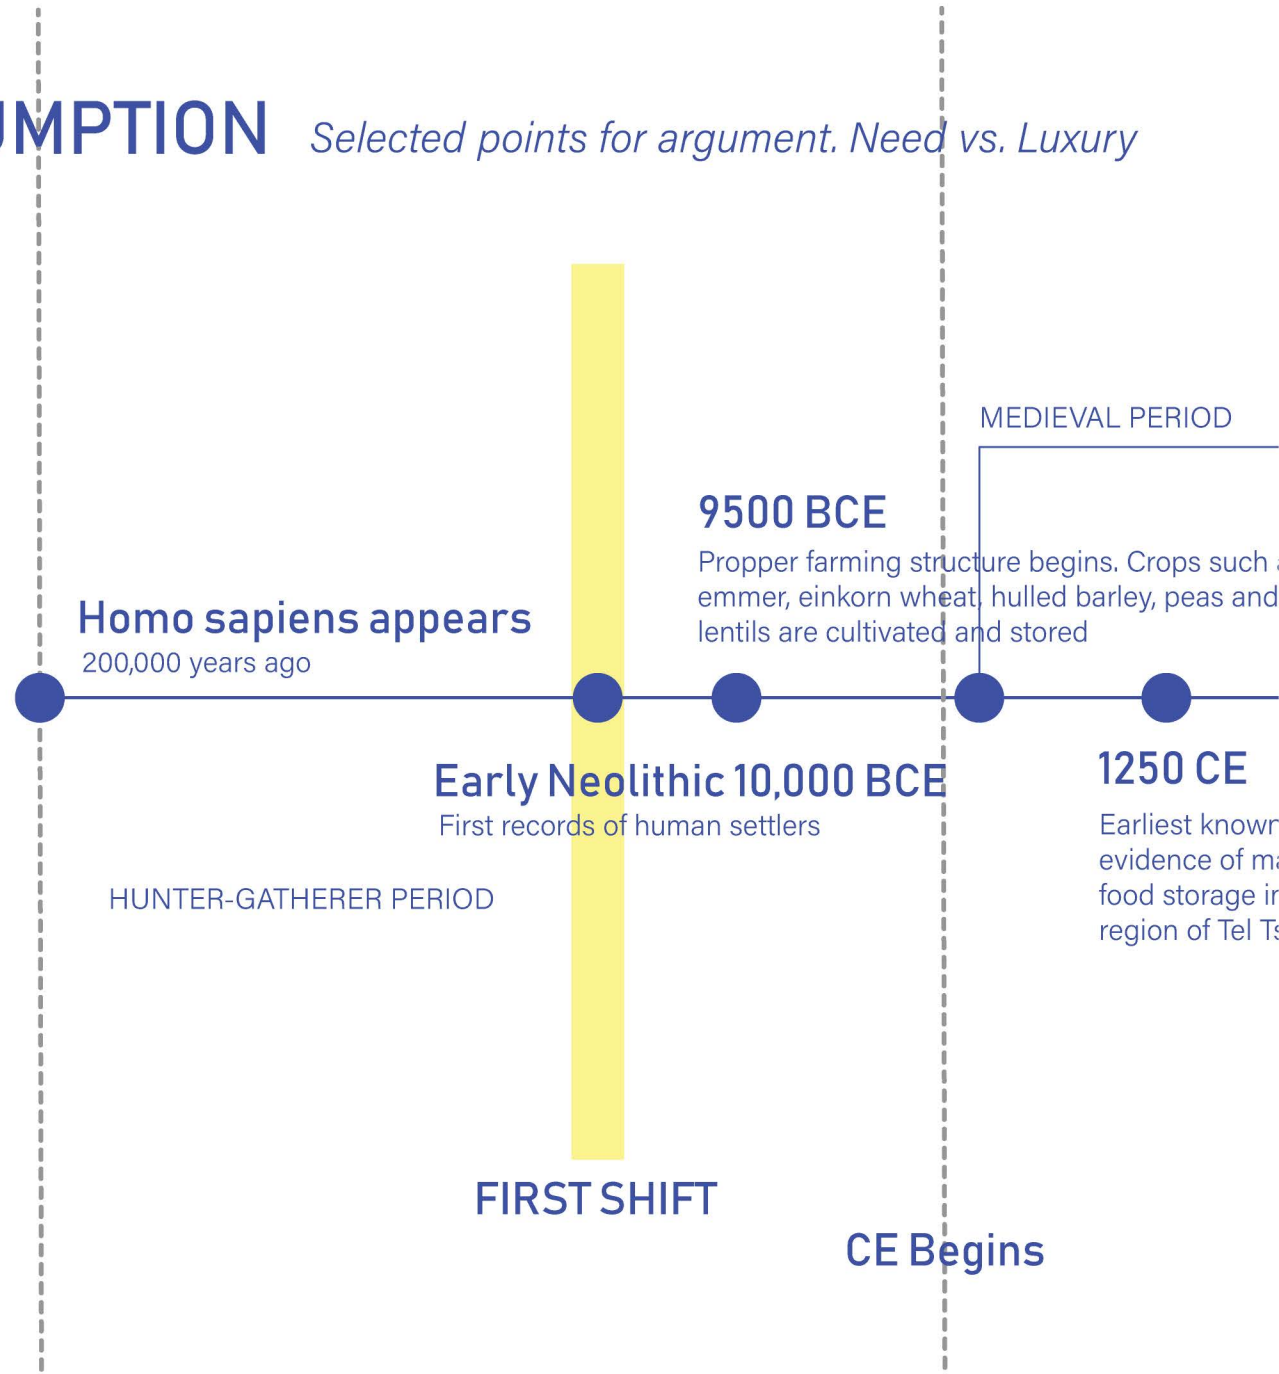 UMPTION Selected points for argument. Need vs. Luxury
MEDIEVAL PERIOD
9500 BCE
Propper farming structure begins. Crops such
emmer, einkorn wheat, hulled barley, peas and
lentils are cultivated and stored
Homo sapiens appears
200,000 years ago
Early Neolithic 10,000 BCE
First records of human settlers
1250 CE
Earliest known
evidence of
food storage
region of Tel
HUNTER-GATHERER PERIOD
FIRST SHIFT
CE Begins